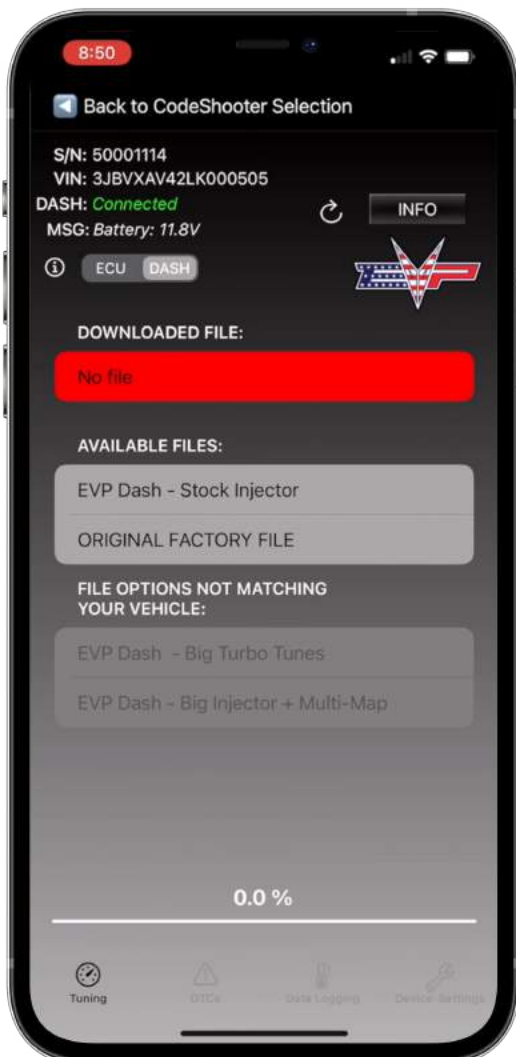 8:50
Back to CodeShooter Selection
S/N: 50001114
VIN: 3JBVXAV42LK000505
DASH: Connected
INFO
MSG: Battery: 11.8V
ECU DASH
EVP
DOWNLOADED FILE:
No file
AVAILABLE FILES:
EVP Dash - Stock Injector
ORIGINAL FACTORY FILE
FILE OPTIONS NOT MATCHING
YOUR VEHICLE:
EVP Dash - Big Turbo Tunes
EVP Dash - Big Injector + Multi-Map
0.0 %
Tuning DTCs Data Logging Device-Settings